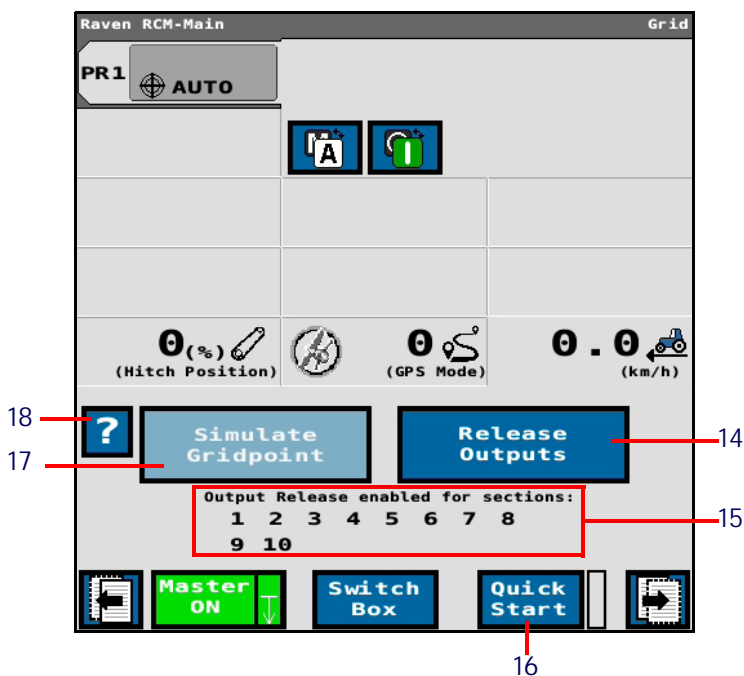 Raven RCM-Main Grid
PR1 AUTO
M A I
0(%)
(Hitch Position)
0
(GPS Mode)
0.0
(km/h)
18
?
Simulate
Gridpoint
Release
Outputs
14
17
Output Release enabled for sections:
1 2 3 4 5 6 7 8
9 10
15
Master
ON
Switch
Box
Quick
Start
16